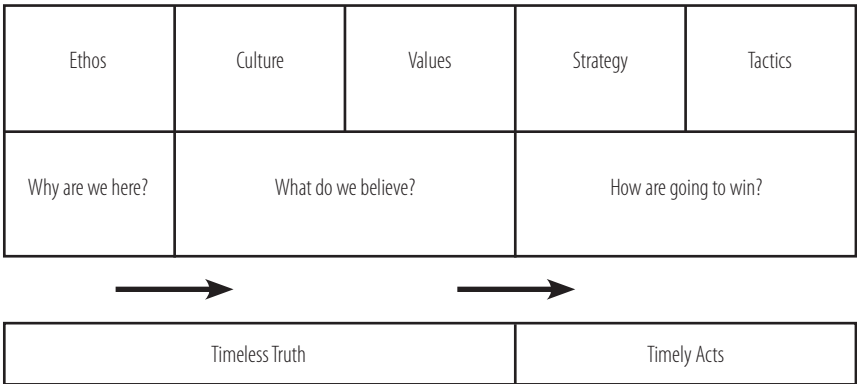 Ethos Culture Values Strategy Tactics
Why are we here? What do we believe? How are going to win?
Timeless Truth Timely Acts